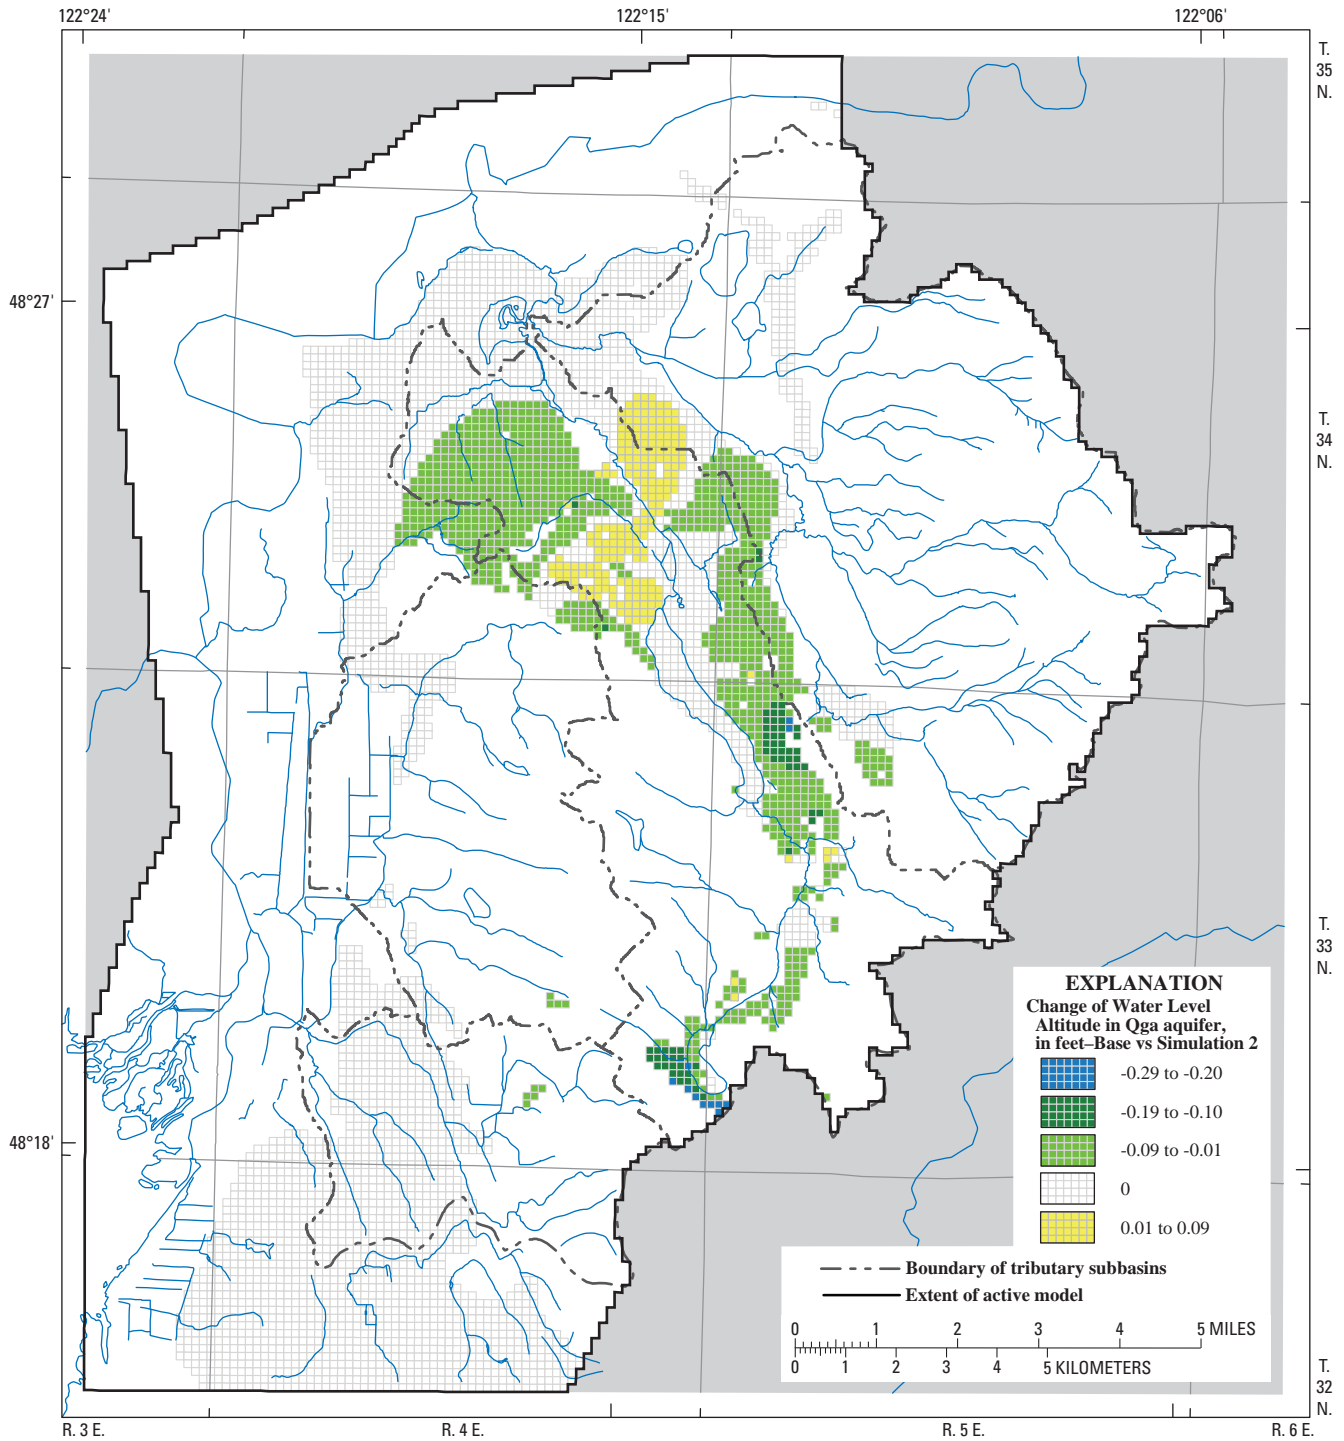 122°24'
122°15'
122°06'
T.
35
N.
48°27'
T.
34
N.
T.
33
N.
EXPLANATION
Change of Water Level
Altitude in Qga aquifer,
in feet–Base vs Simulation 2
-0.29 to -0.20
-0.19 to -0.10
-0.09 to -0.01
0
0.01 to 0.09
48°18'
Boundary of tributary subbasins
Extent of active model
0 1 2 3 4 5 MILES
0 1 2 3 4 5 KILOMETERS
T.
32
N.
R. 3 E.
R. 4 E.
R. 5 E.
R. 6 E.